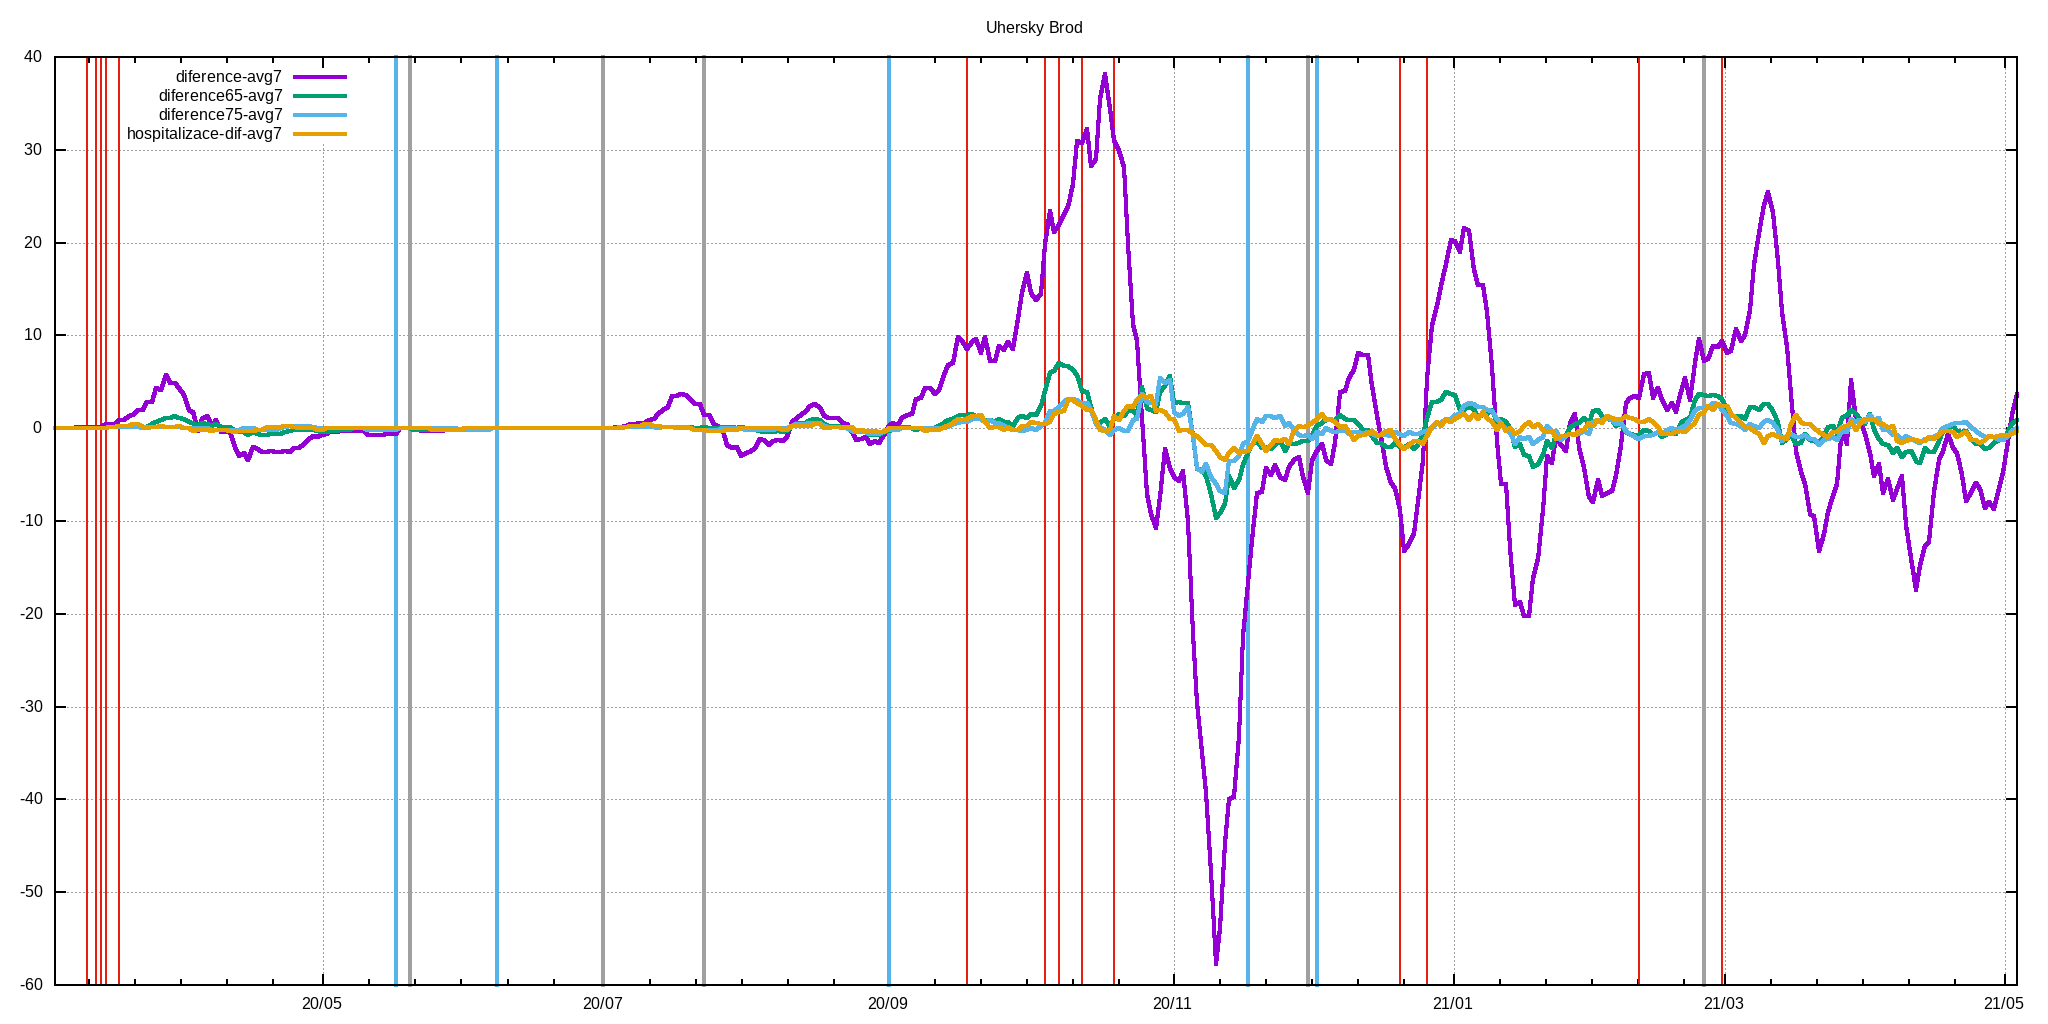 Uhersky Brod
diference-avg7
diference65-avg7
diference75-avg7
hospitalizace-dif-avg7
40
30
20
10
0
-10
-20
-30
-40
-50
-60
20/05 20/07 20/09 20/11 21/01 21/03 21/05